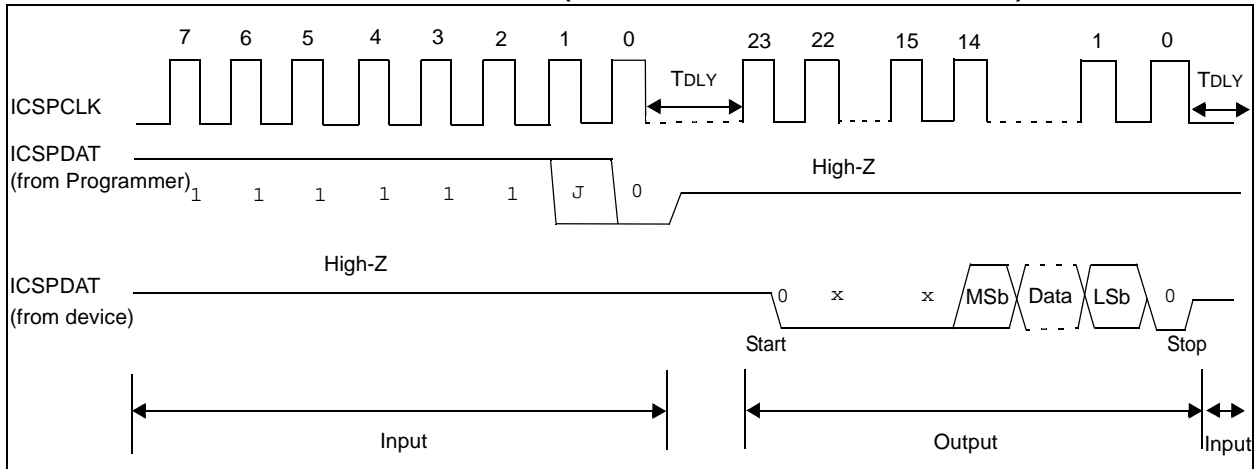 7 6 5 4 3 2 1 0 23 22 15 14 1 0
TDLY TDLY
ICSPCLK
ICSPDAT
(from Programmer)
High-Z
1 1 1 1 1 1 J 0
High-Z
ICSPDAT
(from device)
0 x x MSb Data LSb 0
Start Stop
Input Output Input